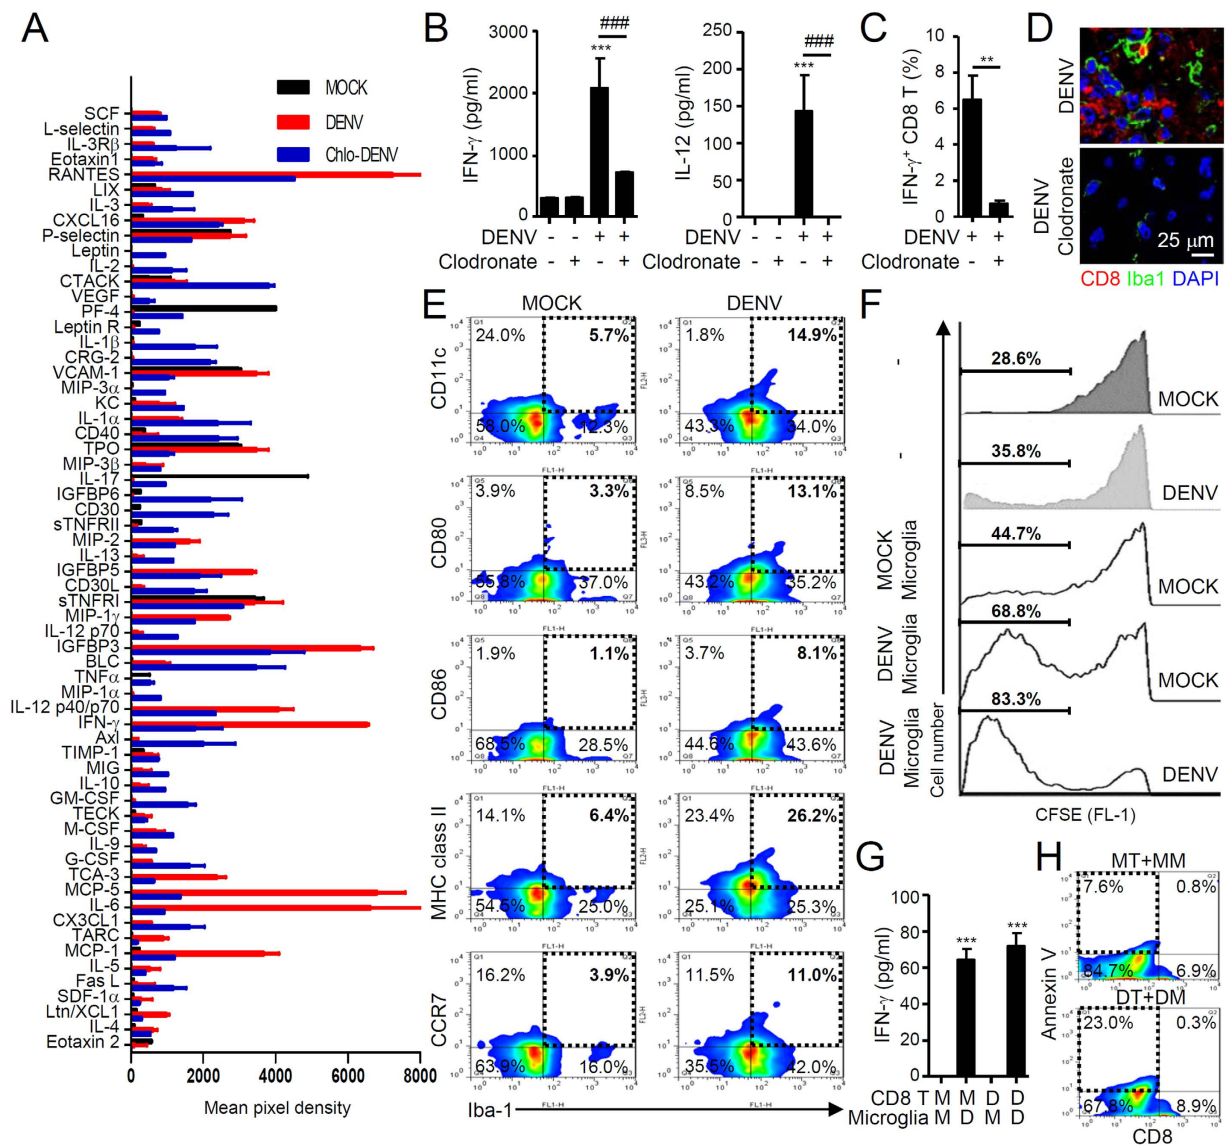 A
MOCK
DENV
Chlo-DENV
SCF
L-selectin
IL-3Rβ
Eotaxin1
RANTES
LIX
IL-3
CXCL16
P-selectin
Leptin
IL-2
CTACK
VEGF
PF-4
Leptin R
IL-1β
CRG-2
VCAM-1
MIP-3α
KC
IL-1α
CD40
TPO
MIP-3β
IL-17
IGFBP6
CD30
sTNFRII
MIP-2
IL-13
IGFBP5
CD30L
sTNFRI
MIP-1γ
IL-12 p70
IGFBP3
BLC
TNFα
MIP-1α
IL-12 p40/p70
IFN-γ
Axl
TIMP-1
MIG
IL-10
GM-CSF
TECK
M-CSF
IL-9
G-CSF
TCA-3
MCP-5
IL-6
CX3CL1
TARC
MCP-1
IL-5
Fas L
SDF-1α
Ltn/XCL1
IL-4
Eotaxin 2
0 2000 4000 6000 8000
Mean pixel density
B
IFN-γ (pg/ml)
3000
2000
1000
0
***
###
DENV - - + +
Clodronate - + - +
IL-12 (pg/ml)
250
200
150
100
50
0
***
###
DENV - - + +
Clodronate - + - +
C
IFN-γ+ CD8 T (%)
10
8
6
4
2
0
**
DENV + +
Clodronate - +
D
DENV
DENV
Clodronate
25 μm
CD8 Iba1 DAPI
E
MOCK DENV
CD11c
24.0% 5.7%
58.0% 12.3%
1.8% 14.9%
43.3% 34.0%
CD80
3.9% 3.3%
55.8% 37.0%
8.5% 13.1%
43.2% 35.2%
CD86
1.9% 1.1%
68.5% 28.5%
3.7% 8.1%
44.6% 43.6%
MHC class II
14.1% 6.4%
54.5% 25.0%
23.4% 26.2%
25.1% 25.3%
CCR7
16.2% 3.9%
63.9% 16.0%
11.5% 11.0%
35.5% 42.0%
Iba-1
F
28.6%
MOCK
35.8%
DENV
44.7%
MOCK
Microglia
MOCK
68.8%
DENV
Microglia
MOCK
83.3%
DENV
Microglia
DENV
Cell number
CFSE (FL-1)
G
IFN-γ (pg/ml)
100
80
60
40
20
0
*** ***
CD8 T M M D D
Microglia M D M D
H
MT+MM
7.6% 0.8%
84.7% 6.9%
DT+DM
23.0% 0.3%
67.8% 8.9%
Annexin V
CD8